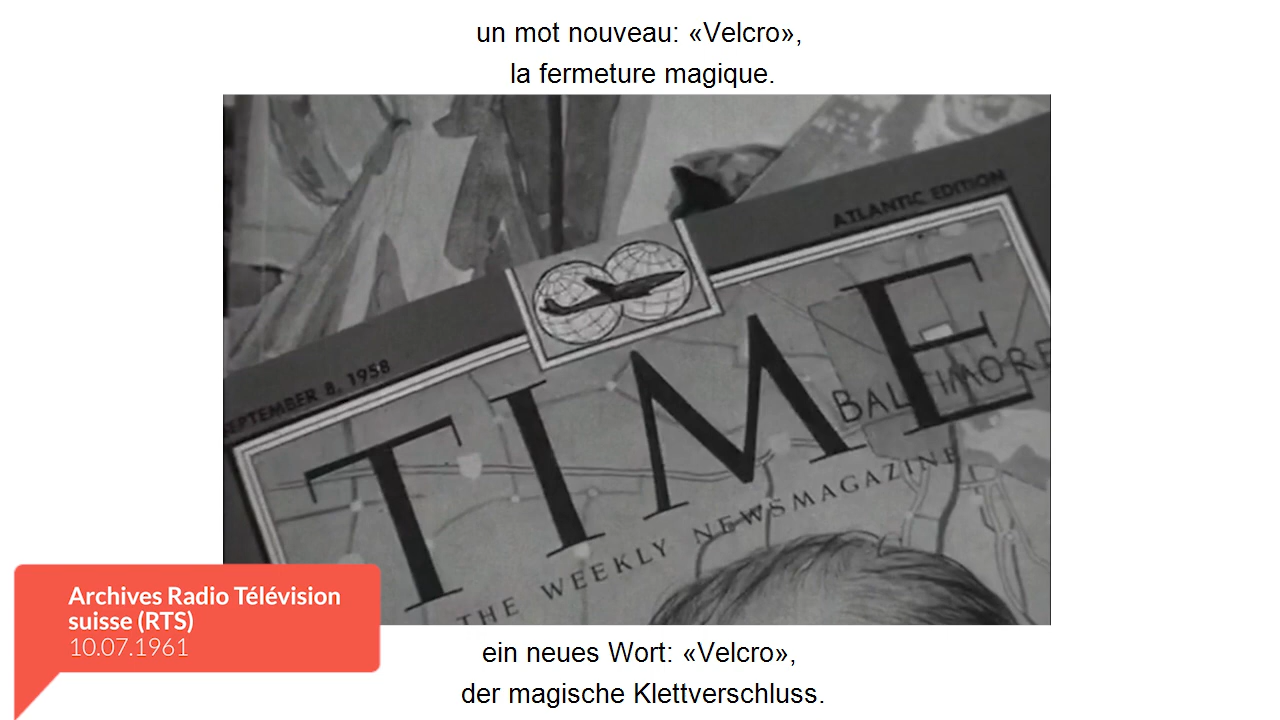 un mot nouveau: «Velcro»,
la fermeture magique.
ATLANTIC EDITION
SEPTEMBER 8, 1958
TIME
BALTIMORE
THE WEEKLY NEWSMAGAZINE
Archives Radio Télévision
suisse (RTS)
10.07.1961
ein neues Wort: «Velcro»,
der magische Klettverschluss.